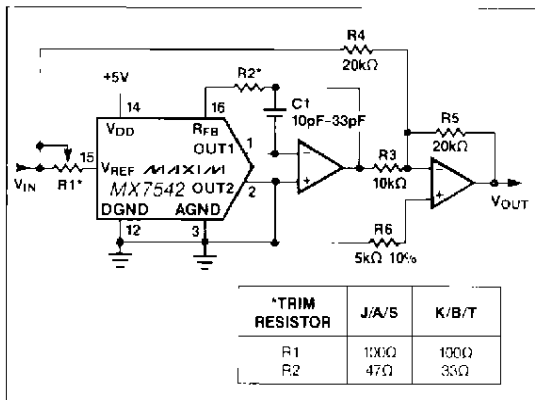 R4
20kΩ
+5V
R2*
14
16
C1
10pF-33pF
VDD
RFB
R5
20kΩ
OUT1
1
15
VREF
MAXIM
R3
10kΩ
VIN
R1*
MX7542
OUT2
2
VOUT
DGND
AGND
12
3
R6
5kΩ 10%
*TRIM RESISTOR J/A/S K/B/T
R1 100Ω 100Ω
R2 47Ω 33Ω